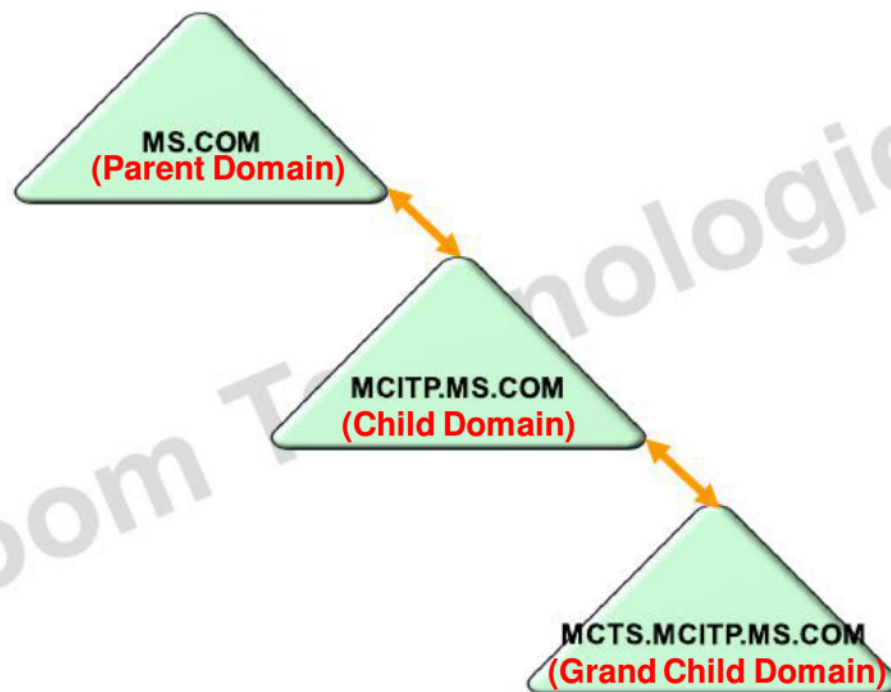 MS.COM
(Parent Domain)
MCITP.MS.COM
(Child Domain)
MCTS.MCITP.MS.COM
(Grand Child Domain)